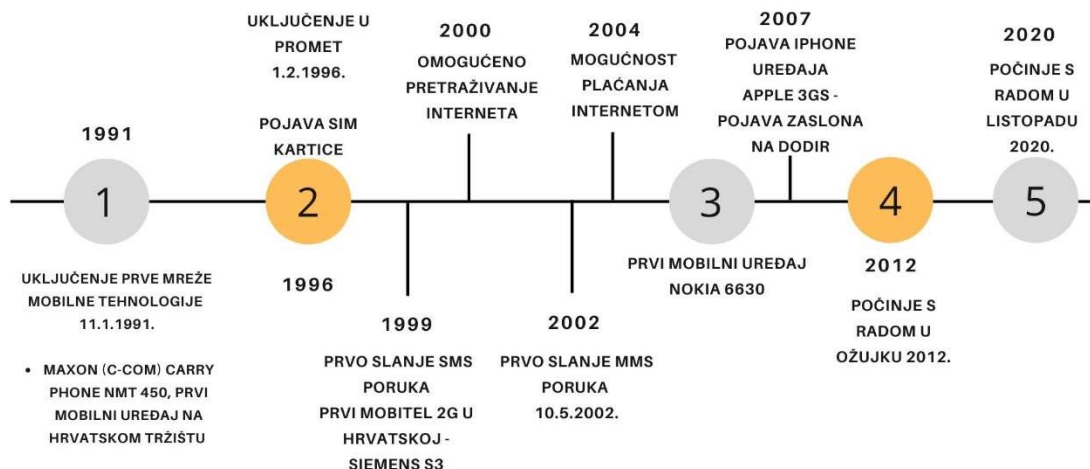 1991
1
UKLJUČENJE PRVE MREŽE
MOBILNE TEHNOLOGIJE
11.1.1991.
• MAXON (C-COM) CARRY
PHONE NMT 450, PRVI
MOBILNI UREĐAJ NA
HRVATSKOM TRŽIŠTU
UKLJUČENJE U
PROMET
1.2.1996.
POJAVA SIM
KARTICE
2
1996
1999
PRVO SLANJE SMS
PORUKA
PRVI MOBITEL 2G U
HRVATSKOJ -
SIEMENS S3
2000
OMOGUĆENO
PRETRAŽIVANJE
INTERNETA
2002
PRVO SLANJE MMS
PORUKA
10.5.2002.
2004
MOGUĆNOST
PLAĆANJA
INTERNETOM
3
PRVI MOBILNI UREĐAJ
NOKIA 6630
2007
POJAVA IPHONE
UREĐAJA
APPLE 3GS -
POJAVA ZASLONA
NA DODIR
4
2012
POČINJE S
RADOM U
OŽUJKU 2012.
2020
POČINJE S
RADOM U
LISTOPADU
2020.
5